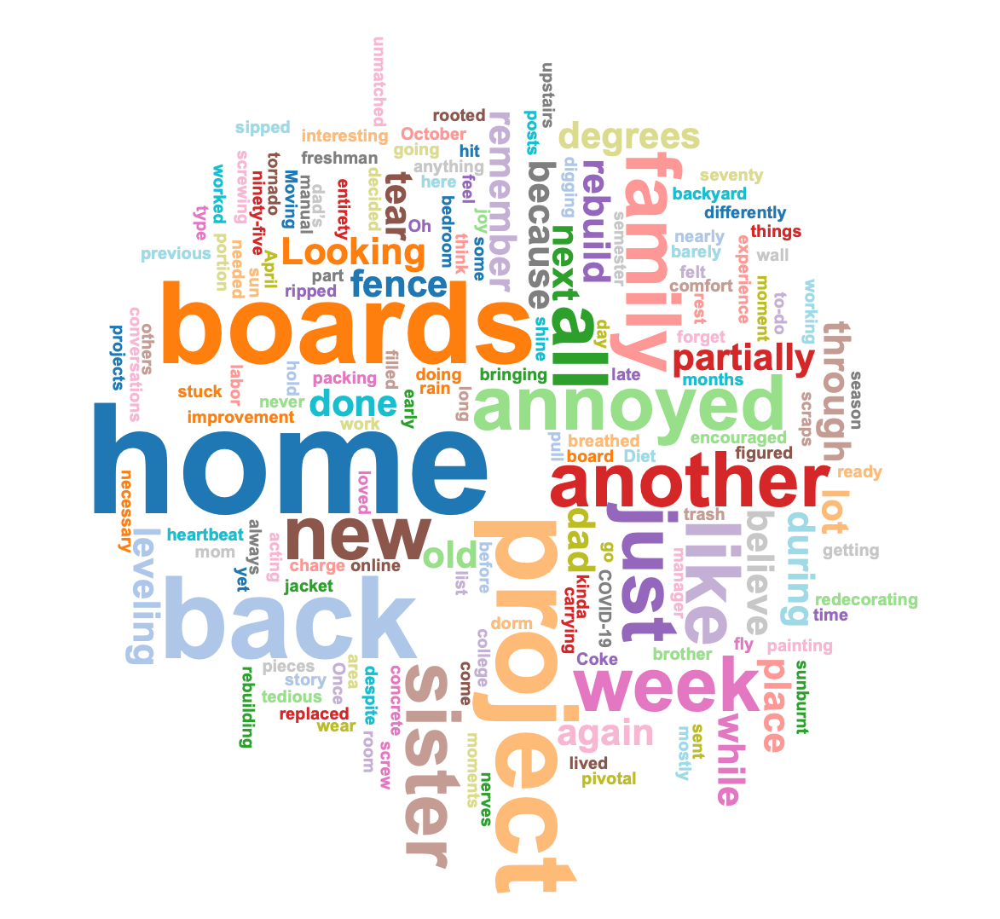 unmatched
upstairs
rooted
remember
posts
sipped
interesting
October
degrees
going
hit
freshman
anything
because
digging
rebuild
family
seventy
worked
screwing
tornado
ninety-five
Moving
manual
dad's
entirety
decided
tear
here
feel
backyard
differently
type
Oh
bedroom
joy
next
semester
things
previous
portion
needed
sun
April
Looking
think
some
nearly
barely
experience
wall
part
fence
ripped
felt
comfort
moment
to-do
working
boards
all
rest
projects
conversations
others
shine
day
forget
partially
through
labor
hold
packing
filled
doing
rain
bringing
late
months
season
stuck
never
done
early
long
annoyed
scraps
improvement
work
home
pull
breathed
board
Diet
encouraged
figured
another
ready
necessary
loved
lot
leveling
heartbeat
mom
always
acting
new
charge
online
old
project
dad
just
trash
like
believe
during
getting
yet
jacket
list
before
go
COVID-19
manager
kinda
carrying
redecorating
time
back
dorm
college
fly
painting
brother
Coke
week
place
sunburnt
rebuilding
pieces
story
tedious
replaced
wear
Once
area
despite
room
concrete
screw
sister
come
moments
nerves
again
lived
pivotal
mostly
sent
while